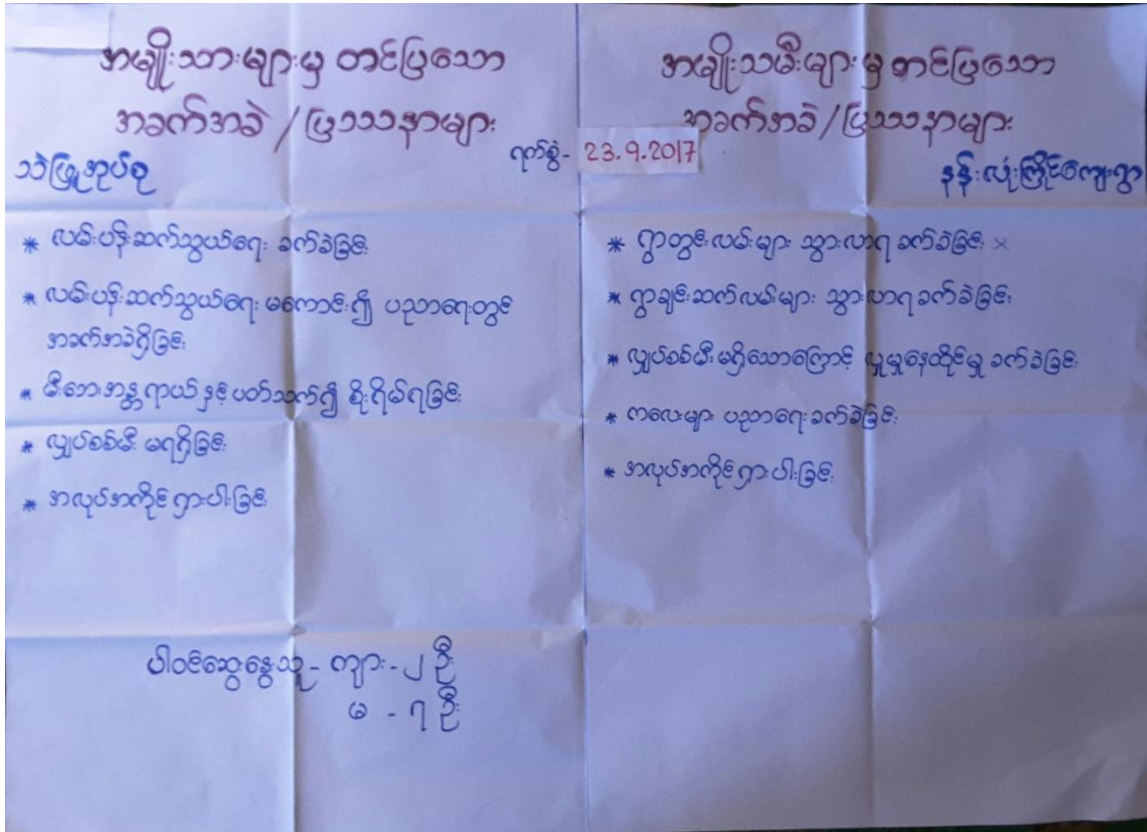 အမျိုးသားများမှ တင်ပြသော
အခက်အခဲ / ပြဿနာများ
သဲဖြူအုပ်စု
* လမ်းပန်းဆက်သွယ်ရေး ခက်ခဲခြင်း
* လမ်းပန်းဆက်သွယ်ရေး မကောင်း၍ ပညာရေးတွင်
အခက်အခဲရှိခြင်း
* မီးဘေးအန္တရာယ်နှင့်ပတ်သက်၍ စိုးရိမ်ရခြင်း
* လျှပ်စစ်မီး မရရှိခြင်း
* အလုပ်အကိုင်ရှားပါးခြင်း
ပါဝင်ဆွေးနွေးသူ - ကျား - ၂ ဦး
မ - ၇ ဦး
အမျိုးသမီးများမှ တင်ပြသော
အခက်အခဲ / ပြဿနာများ
ရက်စွဲ - 23.9.2017
နန်းလုံးကြိုင်ကျေးရွာ
* ရွာတွင်းလမ်းများ သွားလာရ ခက်ခဲခြင်း ×
* ရွာချင်းဆက်လမ်းများ သွားလာရခက်ခဲခြင်း
* လျှပ်စစ်မီးမရှိသောကြောင့် လူမှုနေထိုင်မှု ခက်ခဲခြင်း
* ကလေးများ ပညာရေးခက်ခဲခြင်း
* အလုပ်အကိုင်ရှားပါးခြင်း